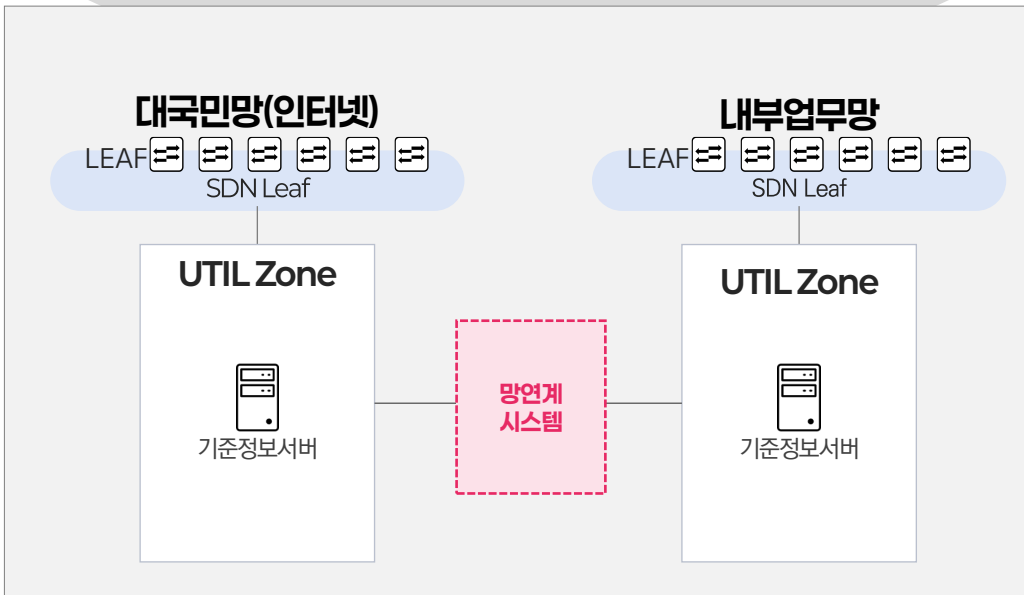 대국민망(인터넷)
LEAF
SDN Leaf
UTIL Zone
기준정보서버
망연계
시스템
내부업무망
LEAF
SDN Leaf
UTIL Zone
기준정보서버